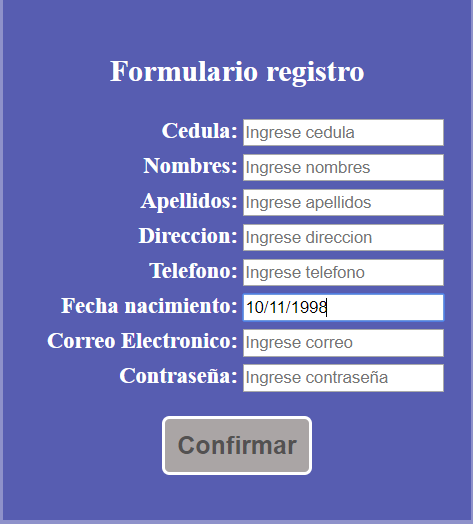 Formulario registro
Cedula: Ingrese cedula
Nombres: Ingrese nombres
Apellidos: Ingrese apellidos
Direccion: Ingrese direccion
Telefono: Ingrese telefono
Fecha nacimiento: 10/11/1998
Correo Electronico: Ingrese correo
Contraseña: Ingrese contraseña
Confirmar